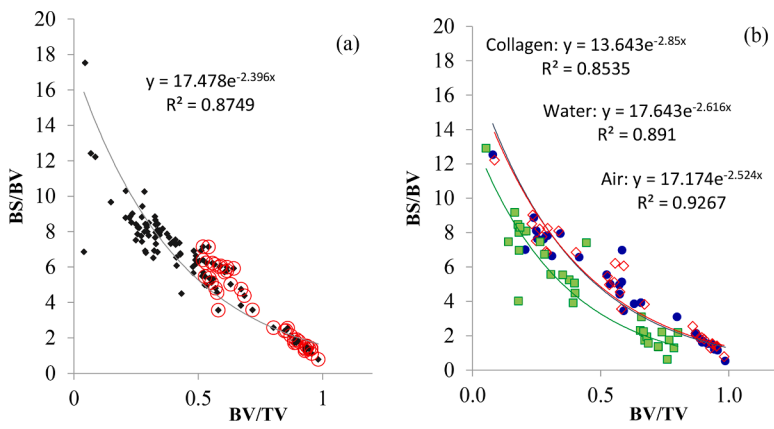 (a)
y = 17.478e^-2.396x
R² = 0.8749
BS/BV
20
18
16
14
12
10
8
6
4
2
0
0
0.5
1
BV/TV
(b)
Collagen: y = 13.643e^-2.85x
R² = 0.8535
Water: y = 17.643e^-2.616x
R² = 0.891
Air: y = 17.174e^-2.524x
R² = 0.9267
BS/BV
20
18
16
14
12
10
8
6
4
2
0
0.0
0.5
1.0
BV/TV